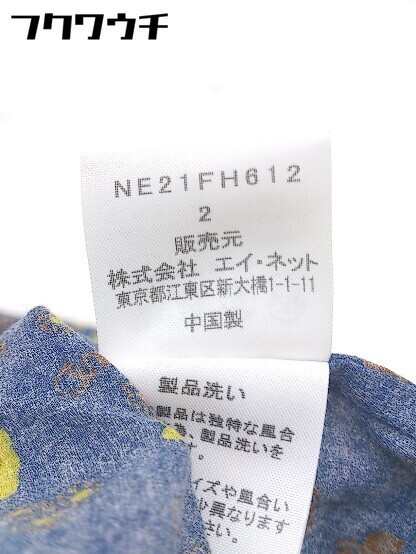 フクワウチ
NE21FH612
2
販売元
株式会社 エイ・ネット
東京都江東区新大橋1-1-11
中国製
製品洗い
製品は独特な風合
、製品洗いを
イズや風合い
少異なります
さい。